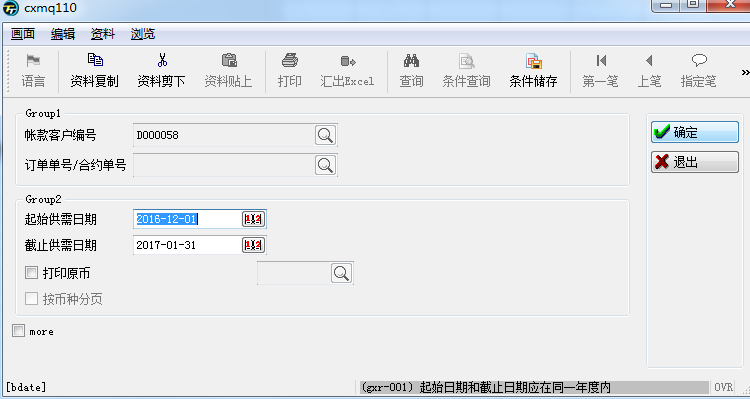 cxmq110
画面 编辑 资料 浏览
语言 资料复制 资料剪下 资料贴上 打印 汇出Excel 查询 条件查询 条件储存 第一笔 上笔 指定笔
Group1
帐款客户编号 D000058
订单单号/合约单号
确定
退出
Group2
起始供需日期 2016-12-01
截止供需日期 2017-01-31
打印原币
按币种分页
more
[bdate] (gxr-001) 起始日期和截止日期应在同一年度内 OVR